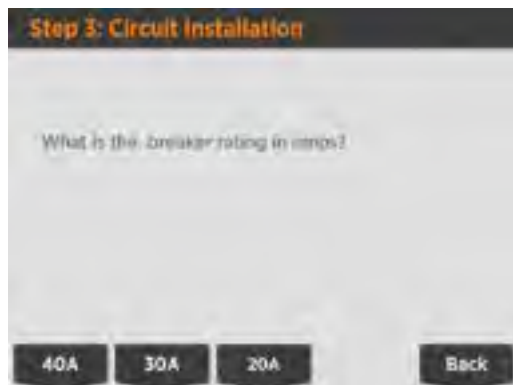 Step 3: Circuit Installation
What is the breaker rating in amps?
40A 30A 20A Back